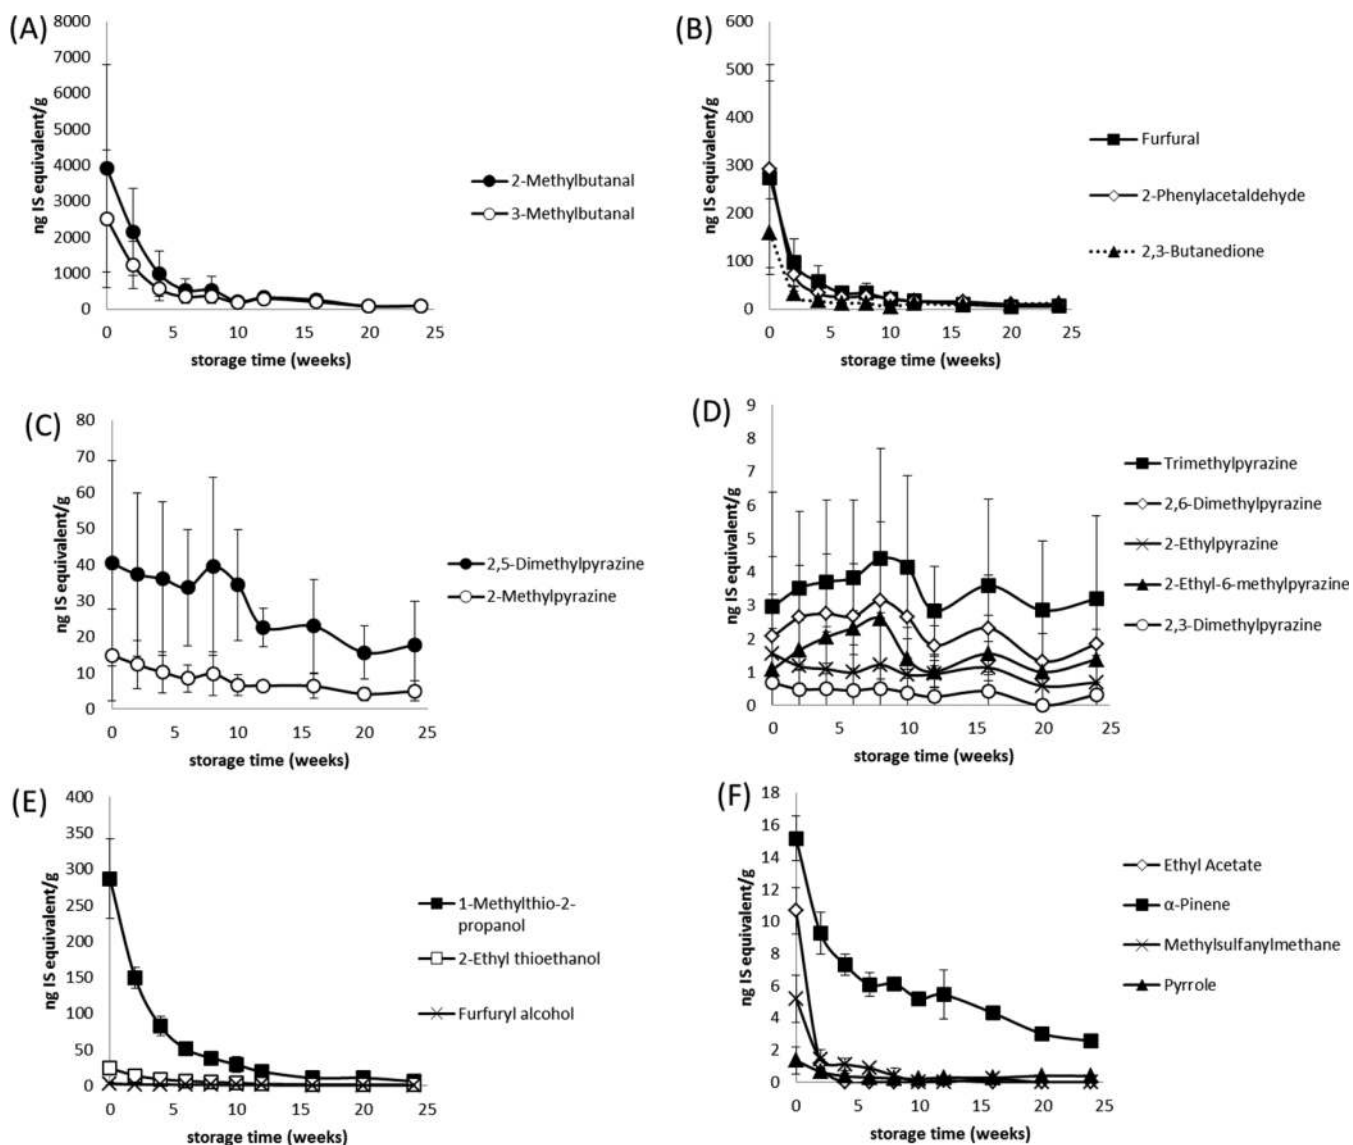 (A)
8000
7000
6000
5000
4000
3000
2000
1000
0
ng IS equivalent/g
0 5 10 15 20 25
storage time (weeks)
2-Methylbutanal
3-Methylbutanal
(B)
600
500
400
300
200
100
0
ng IS equivalent/g
0 5 10 15 20 25
storage time (weeks)
Furfural
2-Phenylacetaldehyde
2,3-Butanedione
(C)
80
70
60
50
40
30
20
10
0
ng IS equivalent/g
0 5 10 15 20 25
storage time (weeks)
2,5-Dimethylpyrazine
2-Methylpyrazine
(D)
9
8
7
6
5
4
3
2
1
0
ng IS equivalent/g
0 5 10 15 20 25
storage time (weeks)
Trimethylpyrazine
2,6-Dimethylpyrazine
2-Ethylpyrazine
2-Ethyl-6-methylpyrazine
2,3-Dimethylpyrazine
(E)
400
350
300
250
200
150
100
50
0
ng IS equivalent/g
0 5 10 15 20 25
storage time (weeks)
1-Methylthio-2-
propanol
2-Ethyl thioethanol
Furfuryl alcohol
(F)
18
16
14
12
10
8
6
4
2
0
ng IS equivalent/g
0 5 10 15 20 25
storage time (weeks)
Ethyl Acetate
α-Pinene
Methylsulfanylmethane
Pyrrole